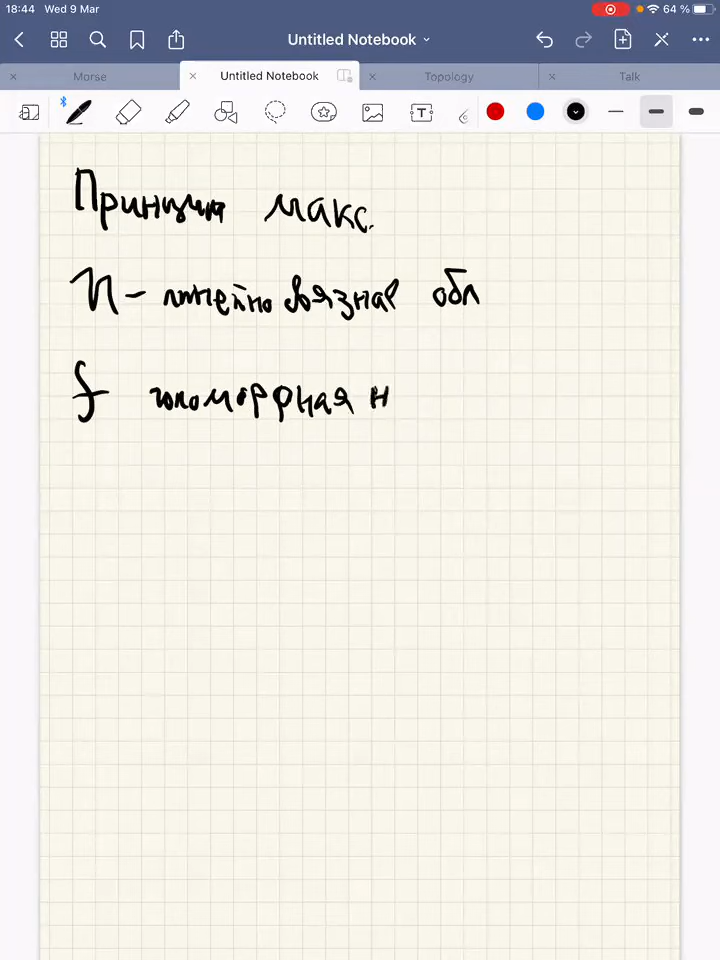 18:44 Wed 9 Mar 64 %
Untitled Notebook
Morse Untitled Notebook Topology Talk
T
Принцип макс.
U - линейно связная обл
f голоморфная н